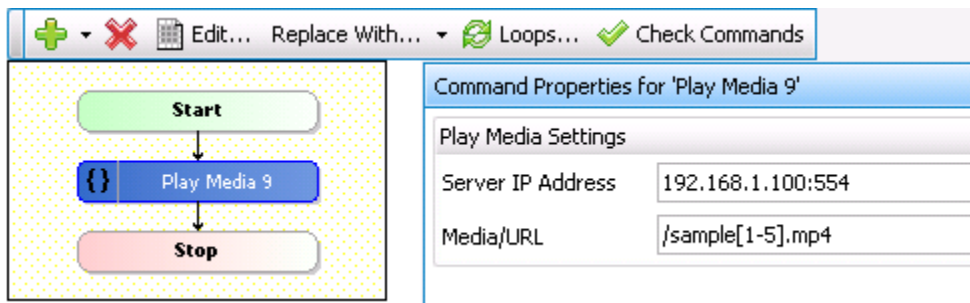 Edit... Replace With... Loops... Check Commands
Start
{} Play Media 9
Stop
Command Properties for 'Play Media 9'
Play Media Settings
Server IP Address 192.168.1.100:554
Media/URL /sample[1-5].mp4